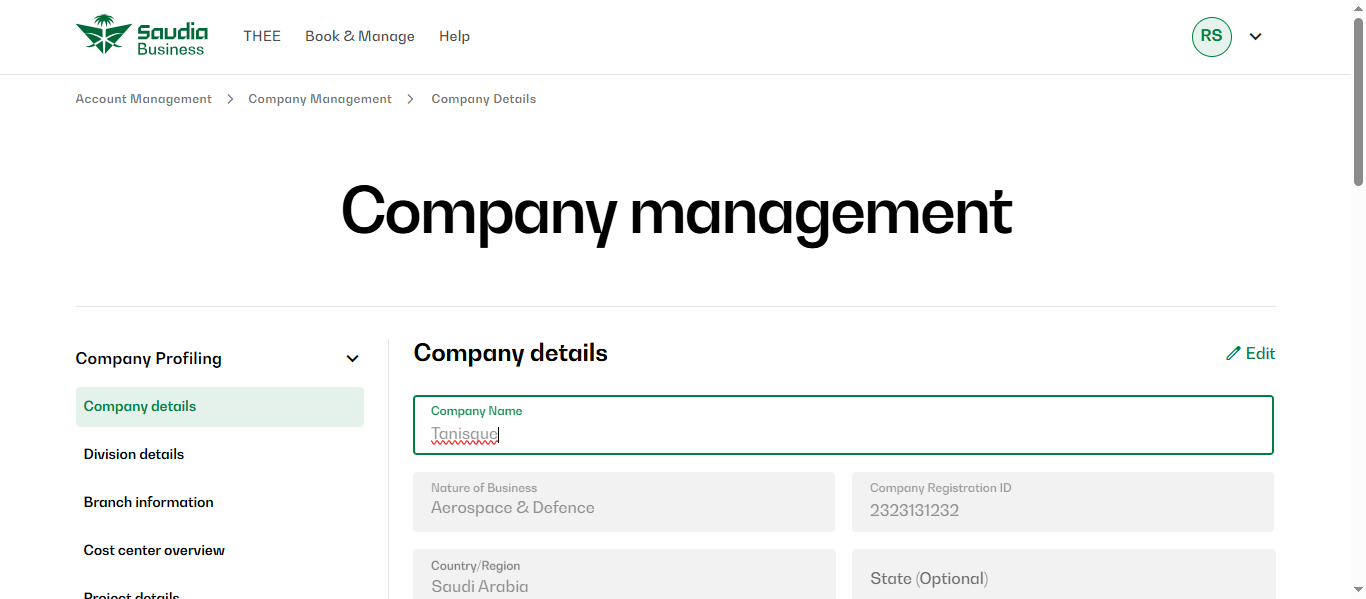 Saudia
Business
THEE Book & Manage Help
RS
Account Management > Company Management > Company Details
Company management
Company Profiling
Company details
Division details
Branch information
Cost center overview
Project details
Company details
Edit
Company Name
Tanisque
Nature of Business
Aerospace & Defence
Company Registration ID
2323131232
Country/Region
Saudi Arabia
State (Optional)